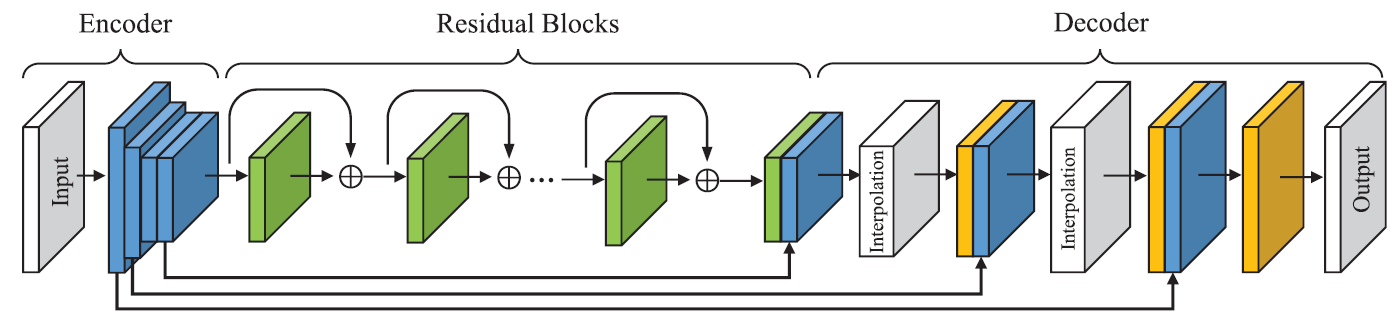 Encoder
Residual Blocks
Decoder
Input
...
Interpolation
Interpolation
Output